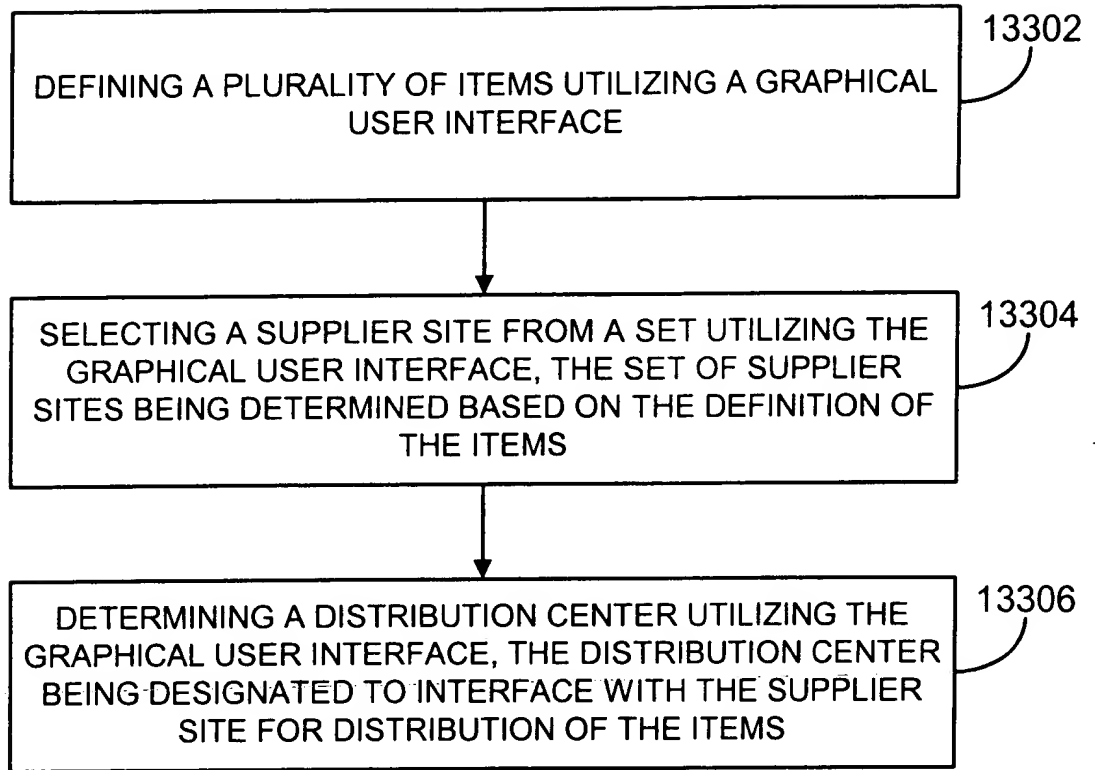 13302
DEFINING A PLURALITY OF ITEMS UTILIZING A GRAPHICAL
USER INTERFACE
13304
SELECTING A SUPPLIER SITE FROM A SET UTILIZING THE
GRAPHICAL USER INTERFACE, THE SET OF SUPPLIER
SITES BEING DETERMINED BASED ON THE DEFINITION OF
THE ITEMS
13306
DETERMINING A DISTRIBUTION CENTER UTILIZING THE
GRAPHICAL USER INTERFACE, THE DISTRIBUTION CENTER
BEING DESIGNATED TO INTERFACE WITH THE SUPPLIER
SITE FOR DISTRIBUTION OF THE ITEMS